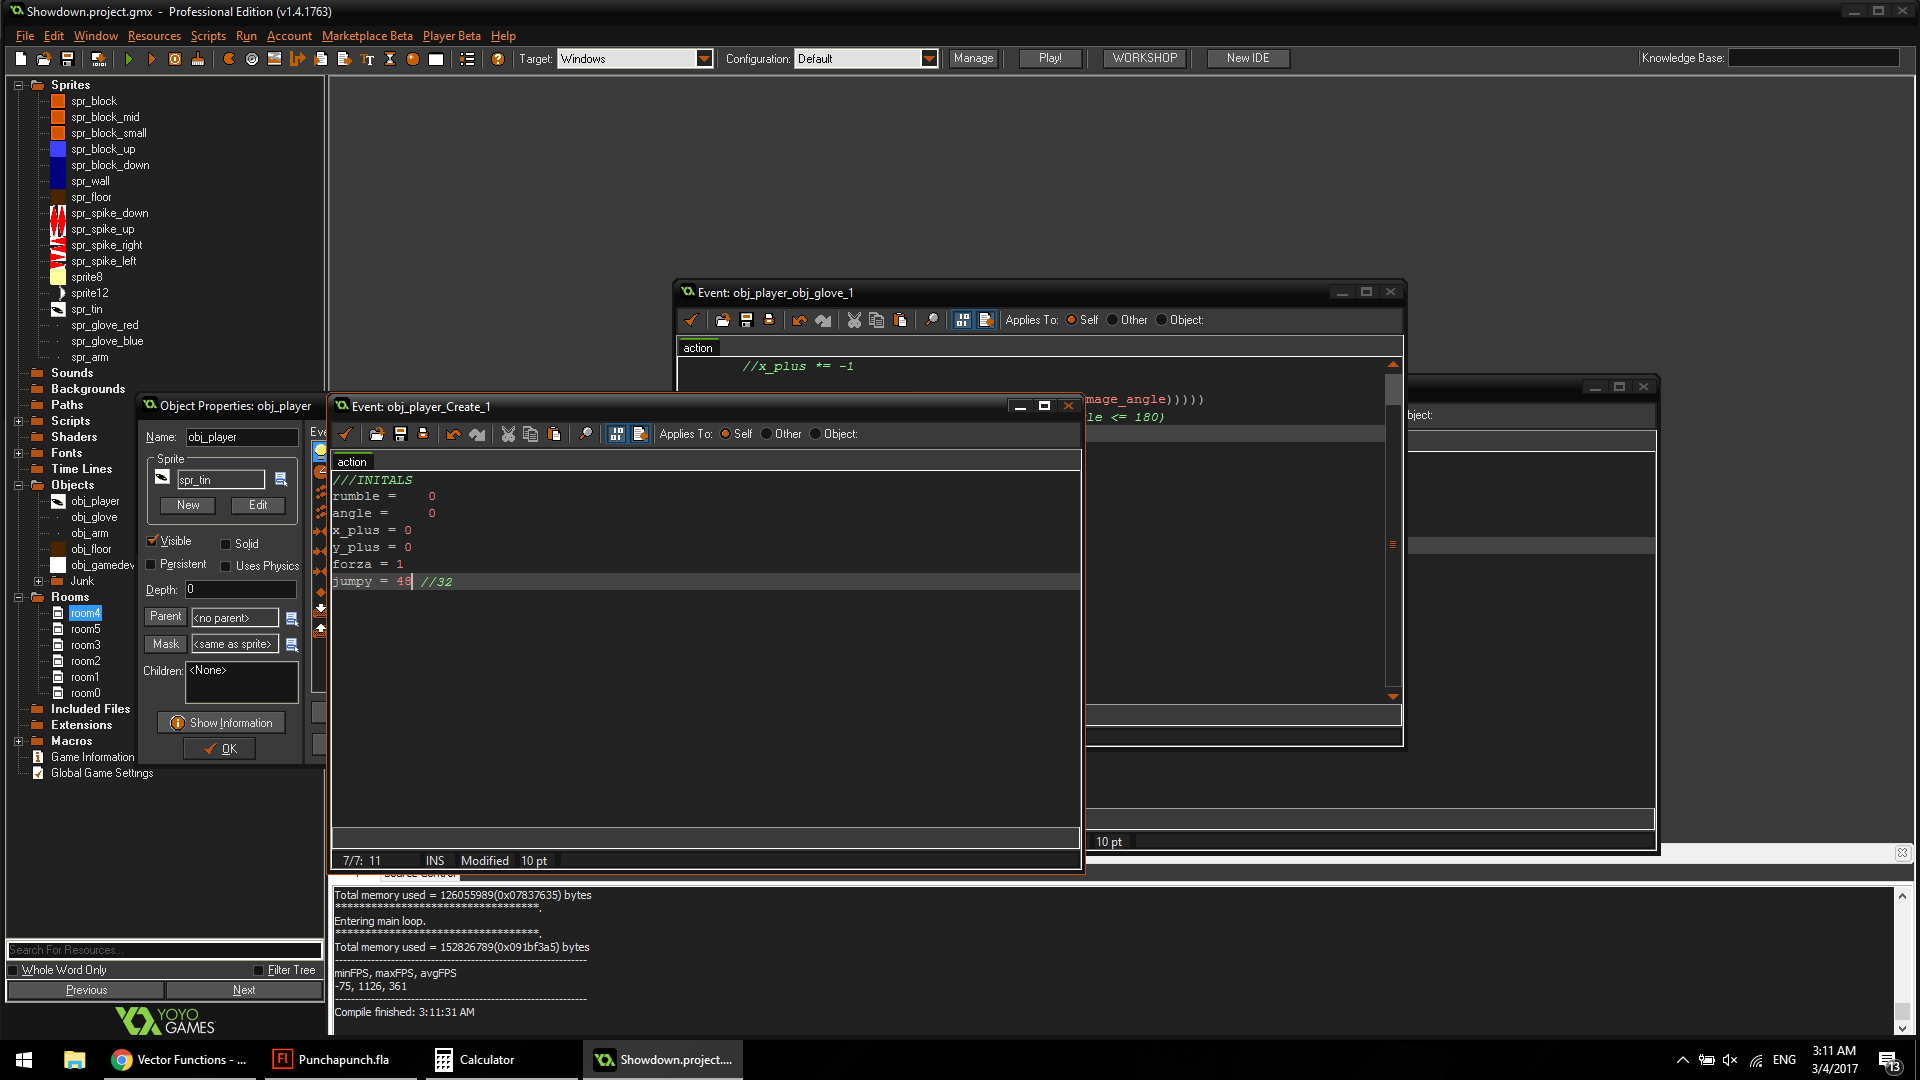 Showdown.project.gmx - Professional Edition (v1.4.1763)
File Edit Window Resources Scripts Run Account Marketplace Beta Player Beta Help
Target: Windows Configuration: Default Manage Play! WORKSHOP New IDE Knowledge Base:
Sprites
spr_block
spr_block_mid
spr_block_small
spr_block_up
spr_block_down
spr_wall
spr_floor
spr_spike_down
spr_spike_up
spr_spike_right
spr_spike_left
sprite8
sprite12
spr_tin
spr_glove_red
spr_glove_blue
spr_arm
Sounds
Backgrounds
Paths
Scripts
Shaders
Fonts
Time Lines
Objects
obj_player
obj_glove
obj_arm
obj_floor
obj_gamedev
Junk
Rooms
room4
room5
room3
room2
room1
room0
Included Files
Extensions
Macros
Game Information
Global Game Settings
Search For Resources...
Whole Word Only Filter Tree
Previous Next
YOYO
GAMES
Object Properties: obj_player
Name: obj_player
Sprite
spr_tin
New Edit
Visible Solid
Persistent Uses Physics
Depth: 0
Parent <no parent>
Mask <same as sprite>
Children: <None>
Show Information
OK
Eve
Event: obj_player_obj_glove_1
Applies To: Self Other Object:
action
//x_plus *= -1
mage_angle)))))
le <= 180)
bject:
10 pt
Event: obj_player_Create_1
Applies To: Self Other Object:
action
///INITALS
rumble = 0
angle = 0
x_plus = 0
y_plus = 0
forza = 1
jumpy = 48 //32
7/7: 11 INS Modified 10 pt
Source Control
Total memory used = 126055989(0x07837635) bytes
**********************************.
Entering main loop.
**********************************.
Total memory used = 152826789(0x091bf3a5) bytes
---------------------------------------------------------------
minFPS, maxFPS, avgFPS
-75, 1126, 361
---------------------------------------------------------------
Compile finished: 3:11:31 AM
Vector Functions - ... Punchapunch.fla Calculator Showdown.project....
ENG
3:11 AM
3/4/2017
13